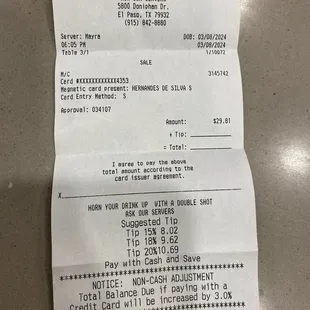 5800 Doniphan Dr.
El Paso, TX 79932
(915) 842-8880
Server: Mayra DOB: 03/08/2024
06:05 PM 03/08/2024
Table 3/1 1/10072
SALE
M/C 3145742
Card #XXXXXXXXXXXX4353
Magnetic card present: HERNANDES DE SILVA S
Card Entry Method: S
Approval: 034107
Amount: $29.81
+ Tip:
= Total:
I agree to pay the above
total amount according to the
card issuer agreement.
X
HORN YOUR DRINK UP WITH A DOUBLE SHOT
ASK OUR SERVERS
Suggested Tip
Tip 15% 8.02
Tip 18% 9.62
Tip 20%10.69
Pay with Cash and Save
NOTICE: NON-CASH ADJUSTMENT
Total Balance Due if paying with a
Credit Card will be increased by 3.0%